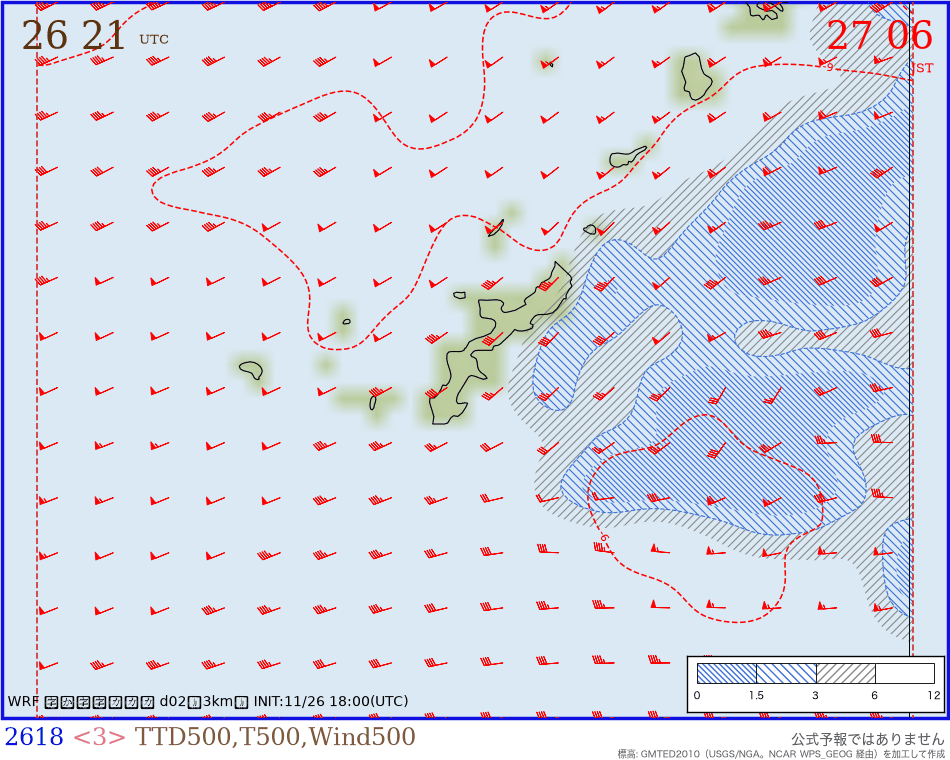 26 21 UTC
27 06
JST
9
6
WRF d02 3km INIT:11/26 18:00(UTC)
0 1.5 3 6 12
2618 <3> TTD500,T500,Wind500
公式予報ではありません
標高: GMTED2010（USGS/NGA。NCAR WPS_GEOG 経由）を加工して作成